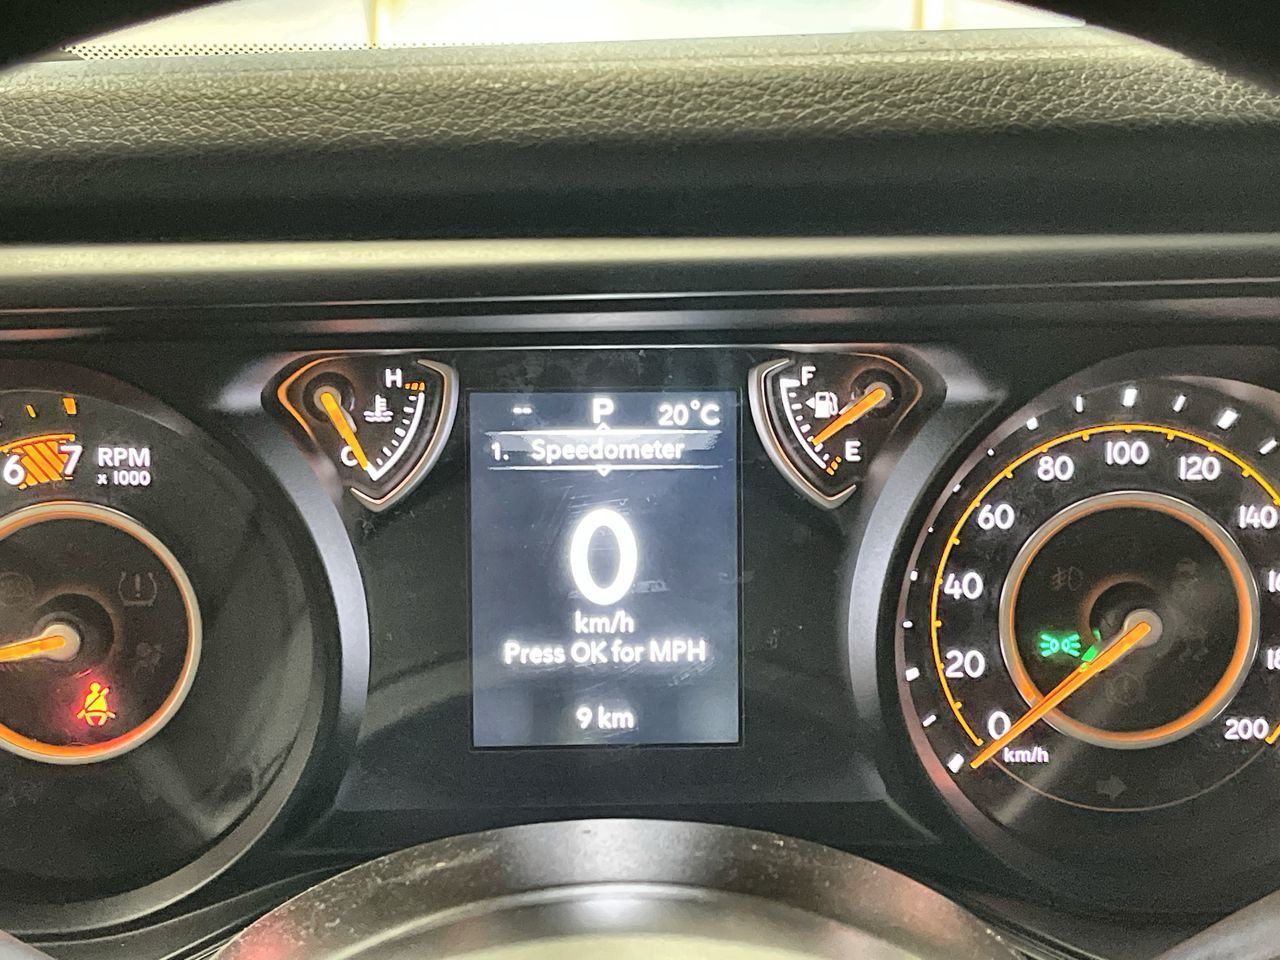 H
C
F
E
-- P 20°C
1. Speedometer
0
km/h
Press OK for MPH
9 km
6 7 RPM
x 1000
0 20 40 60 80 100 120 140 200
km/h